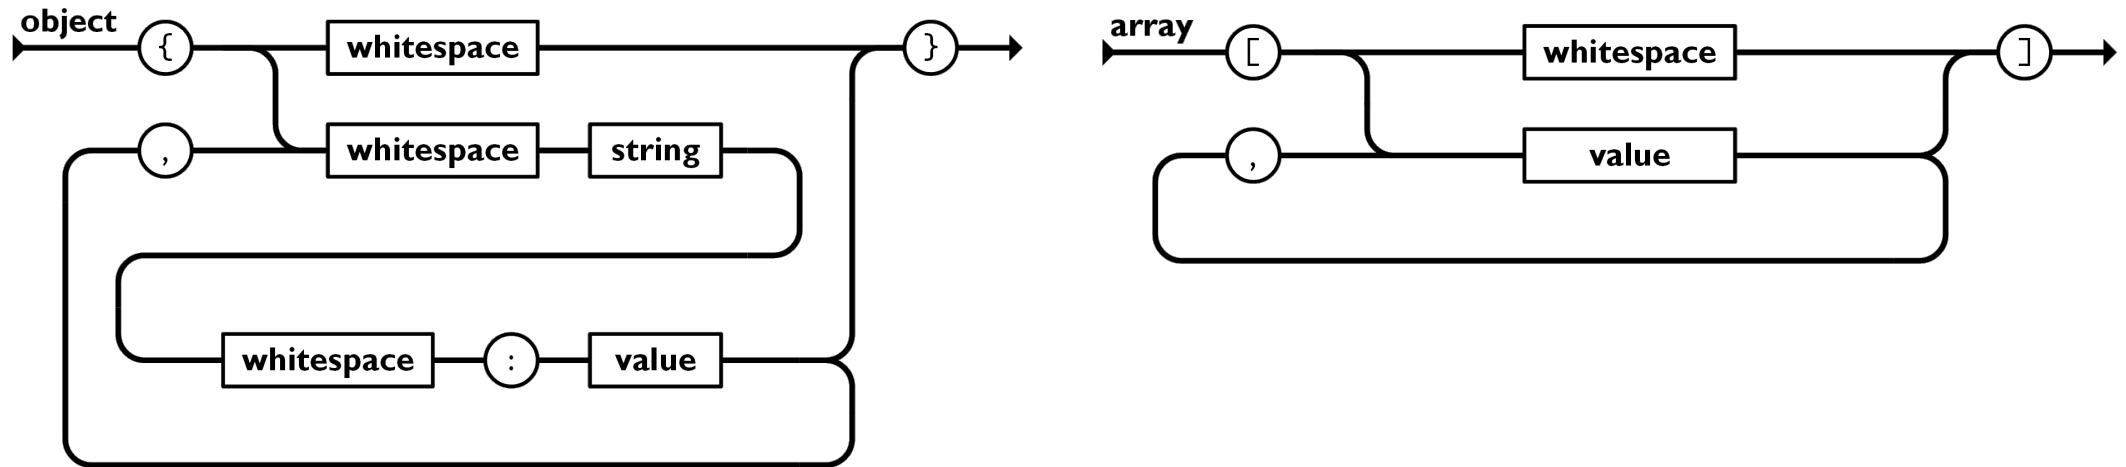 object
{ whitespace }
, whitespace string
whitespace : value
array
[ whitespace ]
, value